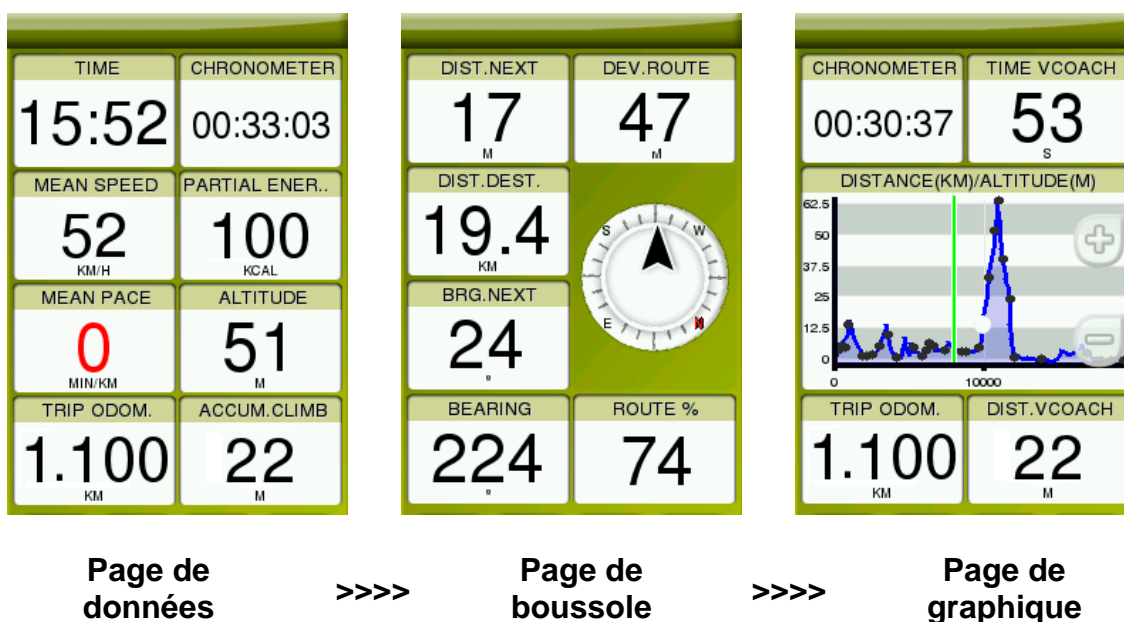 TIME
CHRONOMETER
15:52
00:33:03
MEAN SPEED
PARTIAL ENER..
52
KM/H
100
KCAL
MEAN PACE
ALTITUDE
0
MIN/KM
51
M
TRIP ODOM.
ACCUM.CLIMB
1.100
KM
22
M
DIST.NEXT
DEV.ROUTE
17
M
47
M
DIST.DEST.
19.4
KM
S W
E N
BRG.NEXT
24
º
BEARING
ROUTE %
224
º
74
CHRONOMETER
TIME VCOACH
00:30:37
53
S
DISTANCE(KM)/ALTITUDE(M)
62.5
50
37.5
25
12.5
0
0 10000
TRIP ODOM.
DIST.VCOACH
1.100
KM
22
M
Page de
données
>>>>
Page de
boussole
>>>>
Page de
graphique